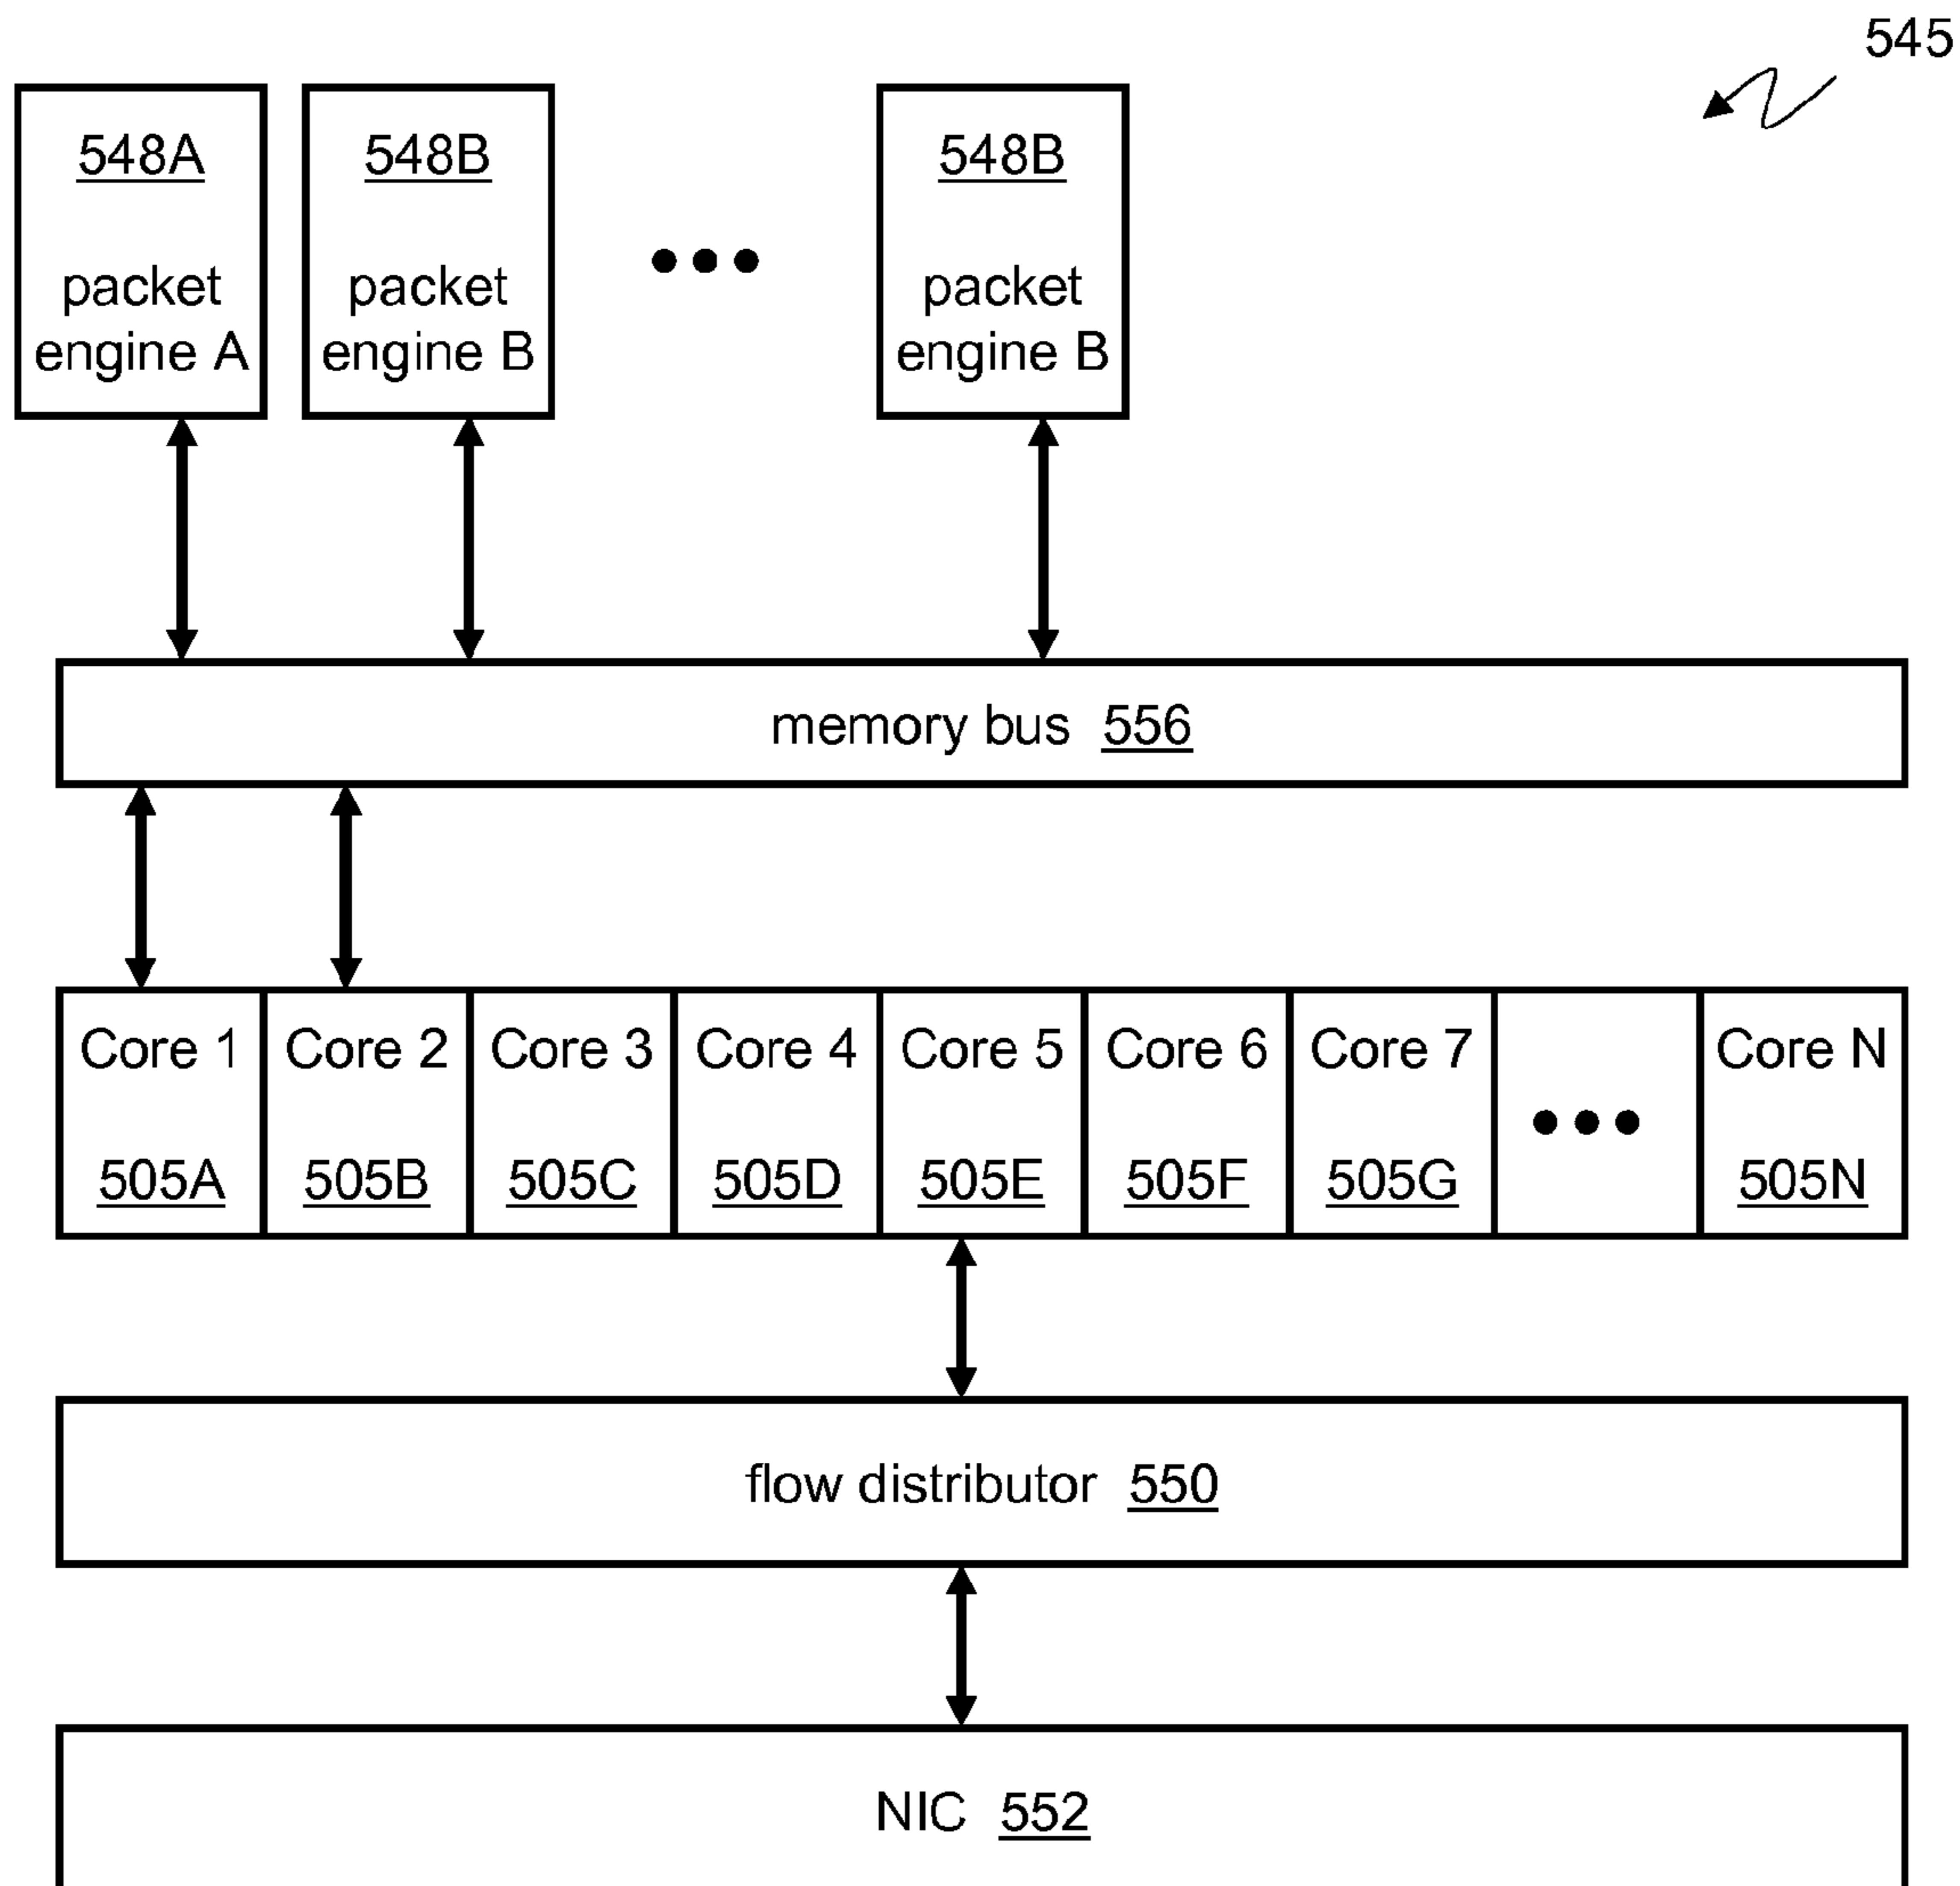 545
548A
packet
engine A
548B
packet
engine B
548B
packet
engine B
memory bus 556
Core 1
505A
Core 2
505B
Core 3
505C
Core 4
505D
Core 5
505E
Core 6
505F
Core 7
505G
Core N
505N
flow distributor 550
NIC 552